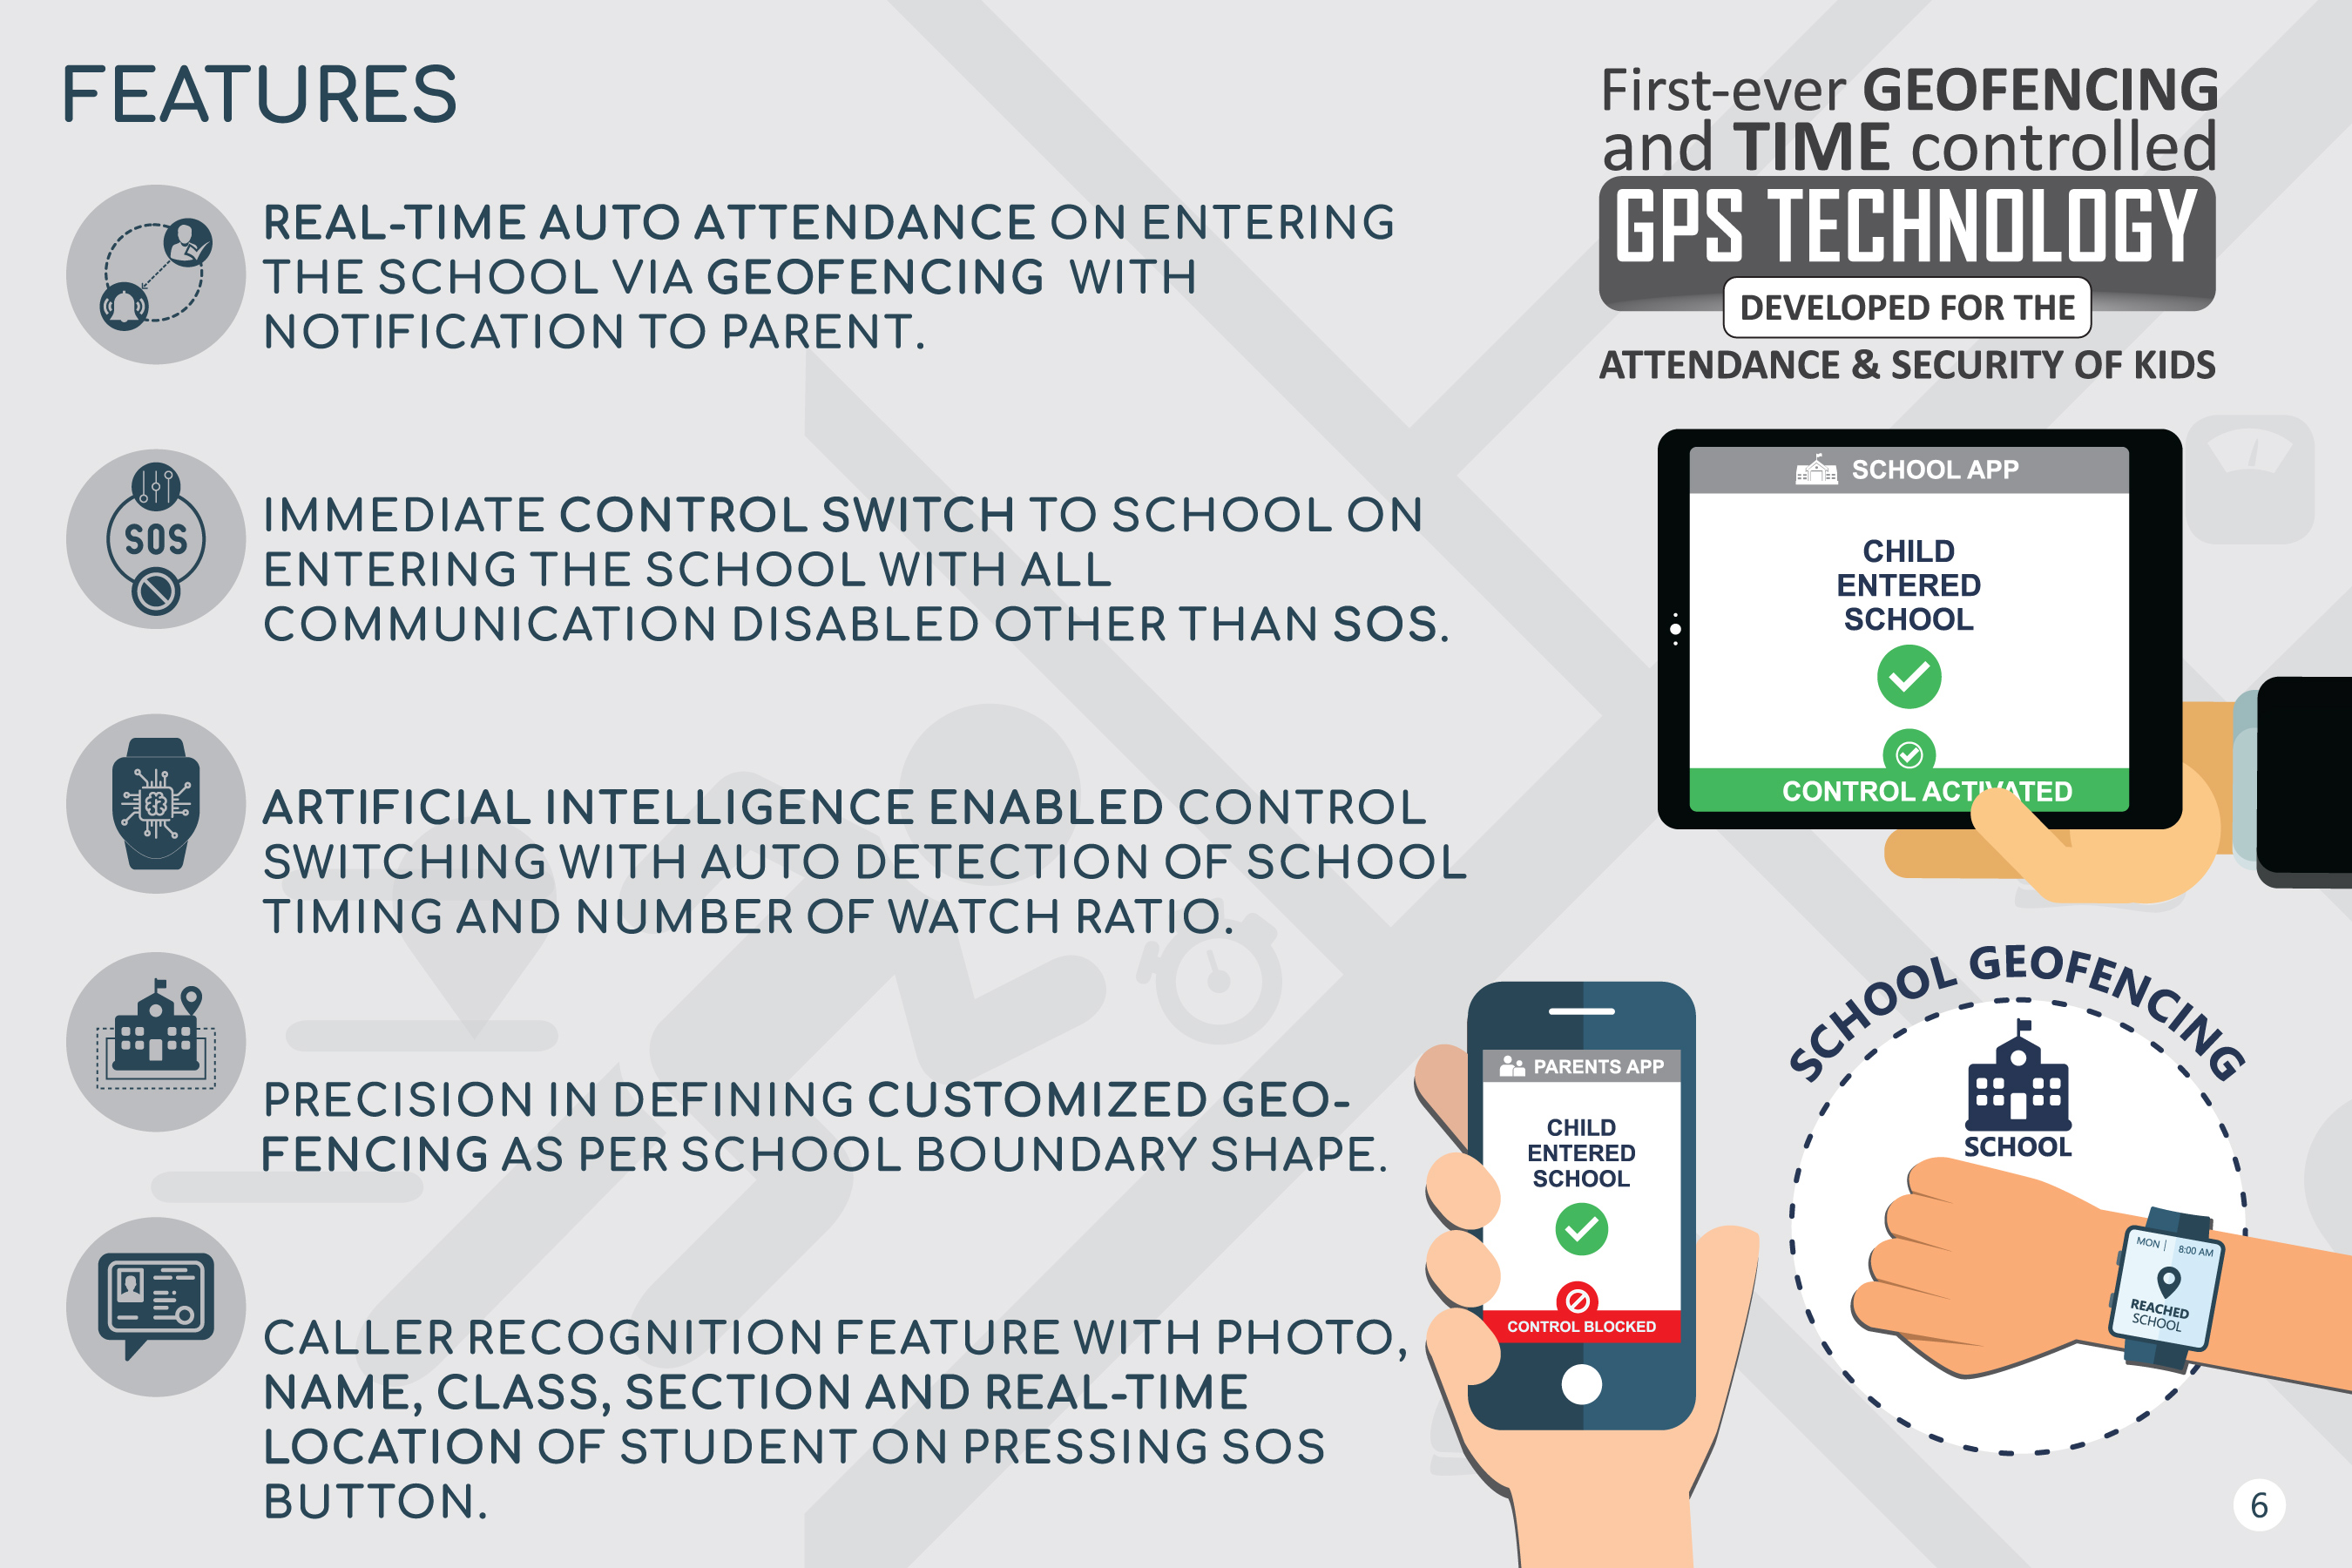 FEATURES
REAL-TIME AUTO ATTENDANCE ON ENTERING
THE SCHOOL VIA GEOFENCING WITH
NOTIFICATION TO PARENT.
SOS
IMMEDIATE CONTROL SWITCH TO SCHOOL ON
ENTERING THE SCHOOL WITH ALL
COMMUNICATION DISABLED OTHER THAN SOS.
ARTIFICIAL INTELLIGENCE ENABLED CONTROL
SWITCHING WITH AUTO DETECTION OF SCHOOL
TIMING AND NUMBER OF WATCH RATIO.
PRECISION IN DEFINING CUSTOMIZED GEO-
FENCING AS PER SCHOOL BOUNDARY SHAPE.
CALLER RECOGNITION FEATURE WITH PHOTO,
NAME, CLASS, SECTION AND REAL-TIME
LOCATION OF STUDENT ON PRESSING SOS
BUTTON.
First-ever GEOFENCING
and TIME controlled
GPS TECHNOLOGY
DEVELOPED FOR THE
ATTENDANCE & SECURITY OF KIDS
SCHOOL APP
CHILD
ENTERED
SCHOOL
CONTROL ACTIVATED
PARENTS APP
CHILD
ENTERED
SCHOOL
CONTROL BLOCKED
SCHOOL GEOFENCING
SCHOOL
MON | 8:00 AM
REACHED
SCHOOL
6